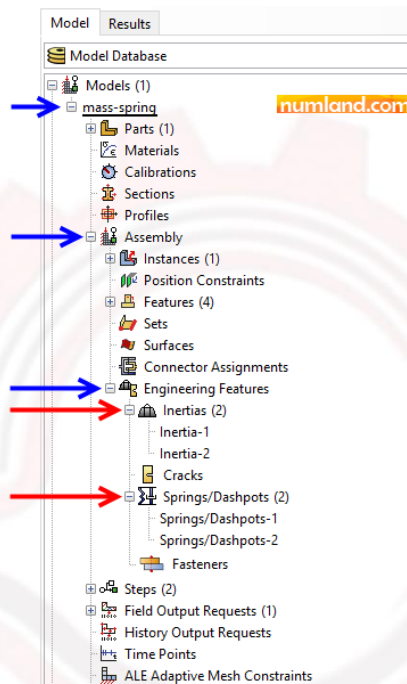 Model Results
Model Database
Models (1)
mass-spring
numland.com
Parts (1)
Materials
Calibrations
Sections
Profiles
Assembly
Instances (1)
Position Constraints
Features (4)
Sets
Surfaces
Connector Assignments
Engineering Features
Inertias (2)
Inertia-1
Inertia-2
Cracks
Springs/Dashpots (2)
Springs/Dashpots-1
Springs/Dashpots-2
Fasteners
Steps (2)
Field Output Requests (1)
History Output Requests
Time Points
ALE Adaptive Mesh Constraints